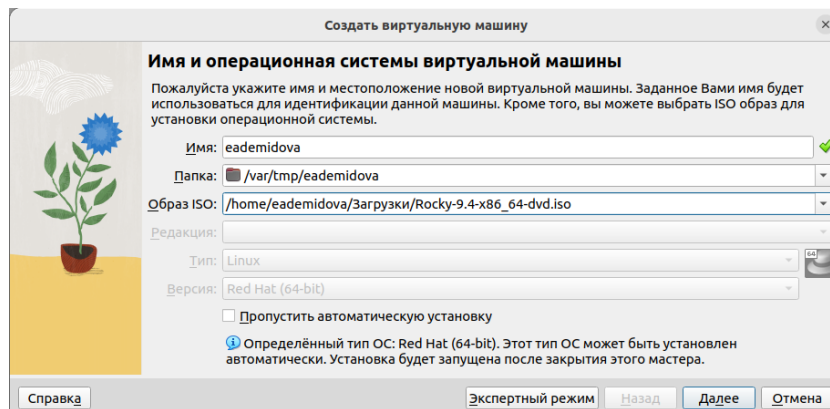 Создать виртуальную машину
Имя и операционная системы виртуальной машины
Пожалуйста укажите имя и местоположение новой виртуальной машины. Заданное Вами имя будет
использоваться для идентификации данной машины. Кроме того, вы можете выбрать ISO образ для
установки операционной системы.
Имя: eademidova
Папка: /var/tmp/eademidova
Образ ISO: /home/eademidova/Загрузки/Rocky-9.4-x86_64-dvd.iso
Редакция:
Тип: Linux
64
Версия: Red Hat (64-bit)
Пропустить автоматическую установку
Определённый тип ОС: Red Hat (64-bit). Этот тип ОС может быть установлен
автоматически. Установка будет запущена после закрытия этого мастера.
Справка Экспертный режим Назад Далее Отмена